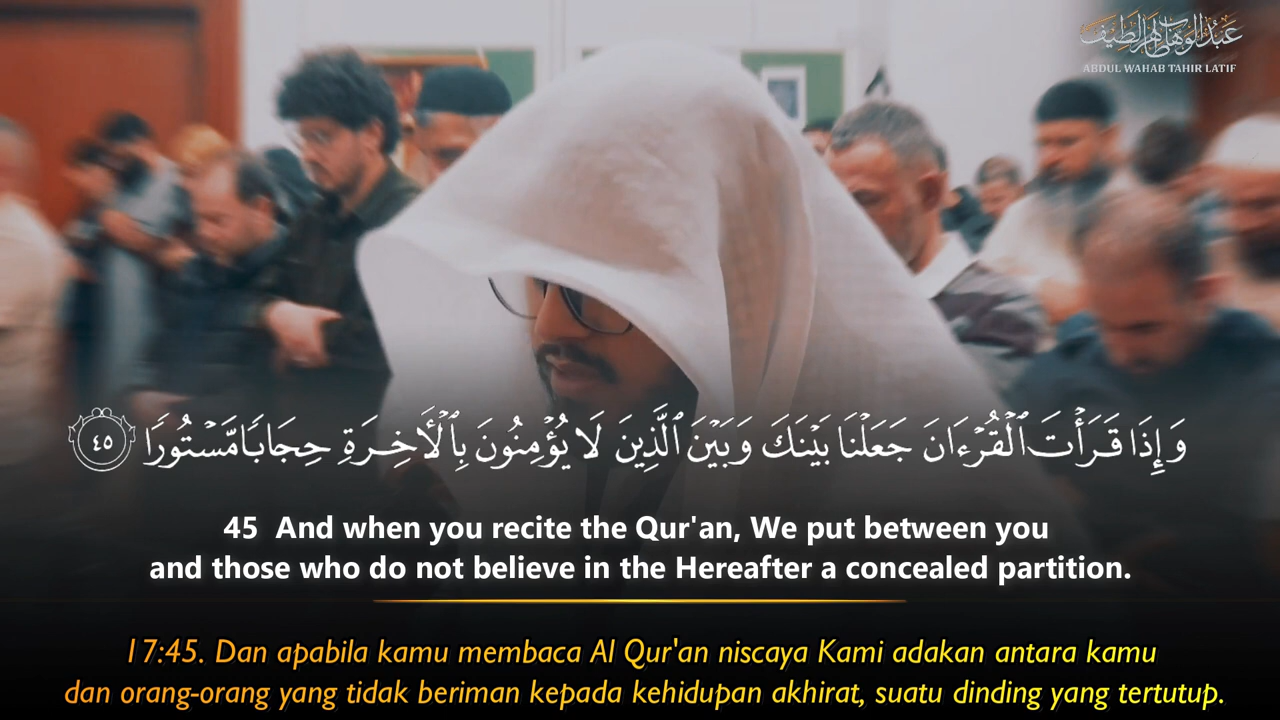 عبد الوهاب طاهر لطيف
ABDUL WAHAB TAHIR LATIF
وَإِذَا قَرَأْتَ ٱلْقُرْءَانَ جَعَلْنَا بَيْنَكَ وَبَيْنَ ٱلَّذِينَ لَا يُؤْمِنُونَ بِٱلْأَخِرَةِ حِجَابًا مَّسْتُورًا ٤٥
45 And when you recite the Qur'an, We put between you
and those who do not believe in the Hereafter a concealed partition.
17:45. Dan apabila kamu membaca Al Qur'an niscaya Kami adakan antara kamu
dan orang-orang yang tidak beriman kepada kehidupan akhirat, suatu dinding yang tertutup.